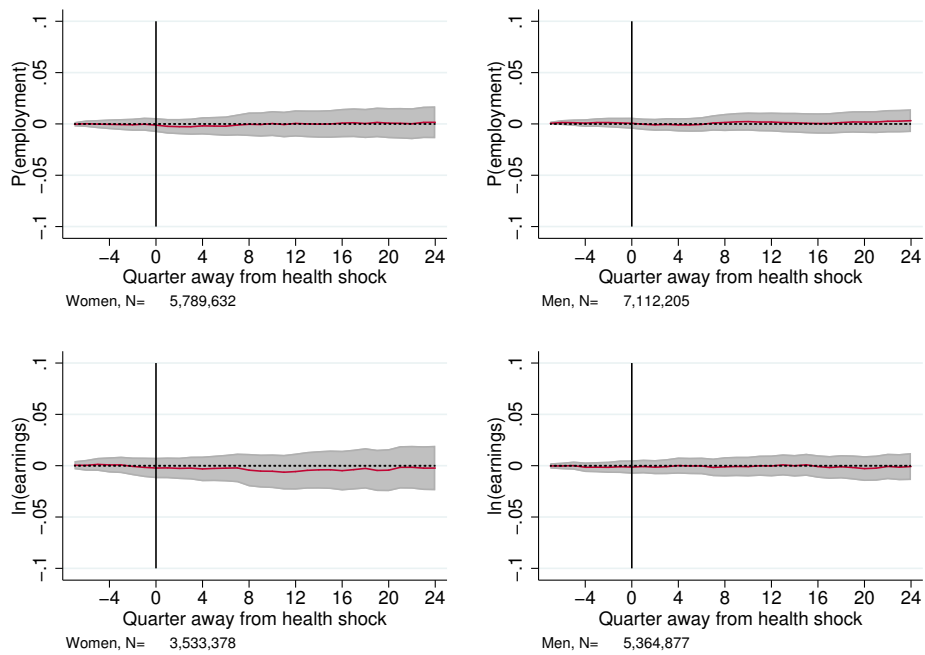 P(employment)
.1
.05
0
−.05
−.1
−4 0 4 8 12 16 20 24
Quarter away from health shock
Women, N= 5,789,632
P(employment)
.1
.05
0
−.05
−.1
−4 0 4 8 12 16 20 24
Quarter away from health shock
Men, N= 7,112,205
ln(earnings)
.1
.05
0
−.05
−.1
−4 0 4 8 12 16 20 24
Quarter away from health shock
Women, N= 3,533,378
ln(earnings)
.1
.05
0
−.05
−.1
−4 0 4 8 12 16 20 24
Quarter away from health shock
Men, N= 5,364,877